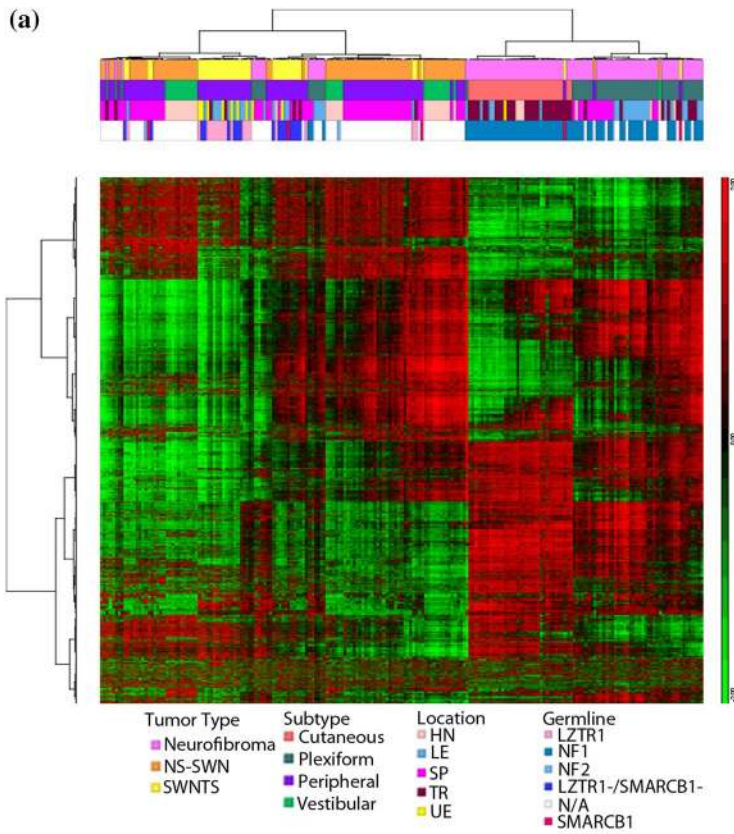 (a)
Tumor Type
Neurofibroma
NS-SWN
SWNTS
Subtype
Cutaneous
Plexiform
Peripheral
Vestibular
Location
HN
LE
SP
TR
UE
Germline
LZTR1
NF1
NF2
LZTR1-/SMARCB1-
N/A
SMARCB1